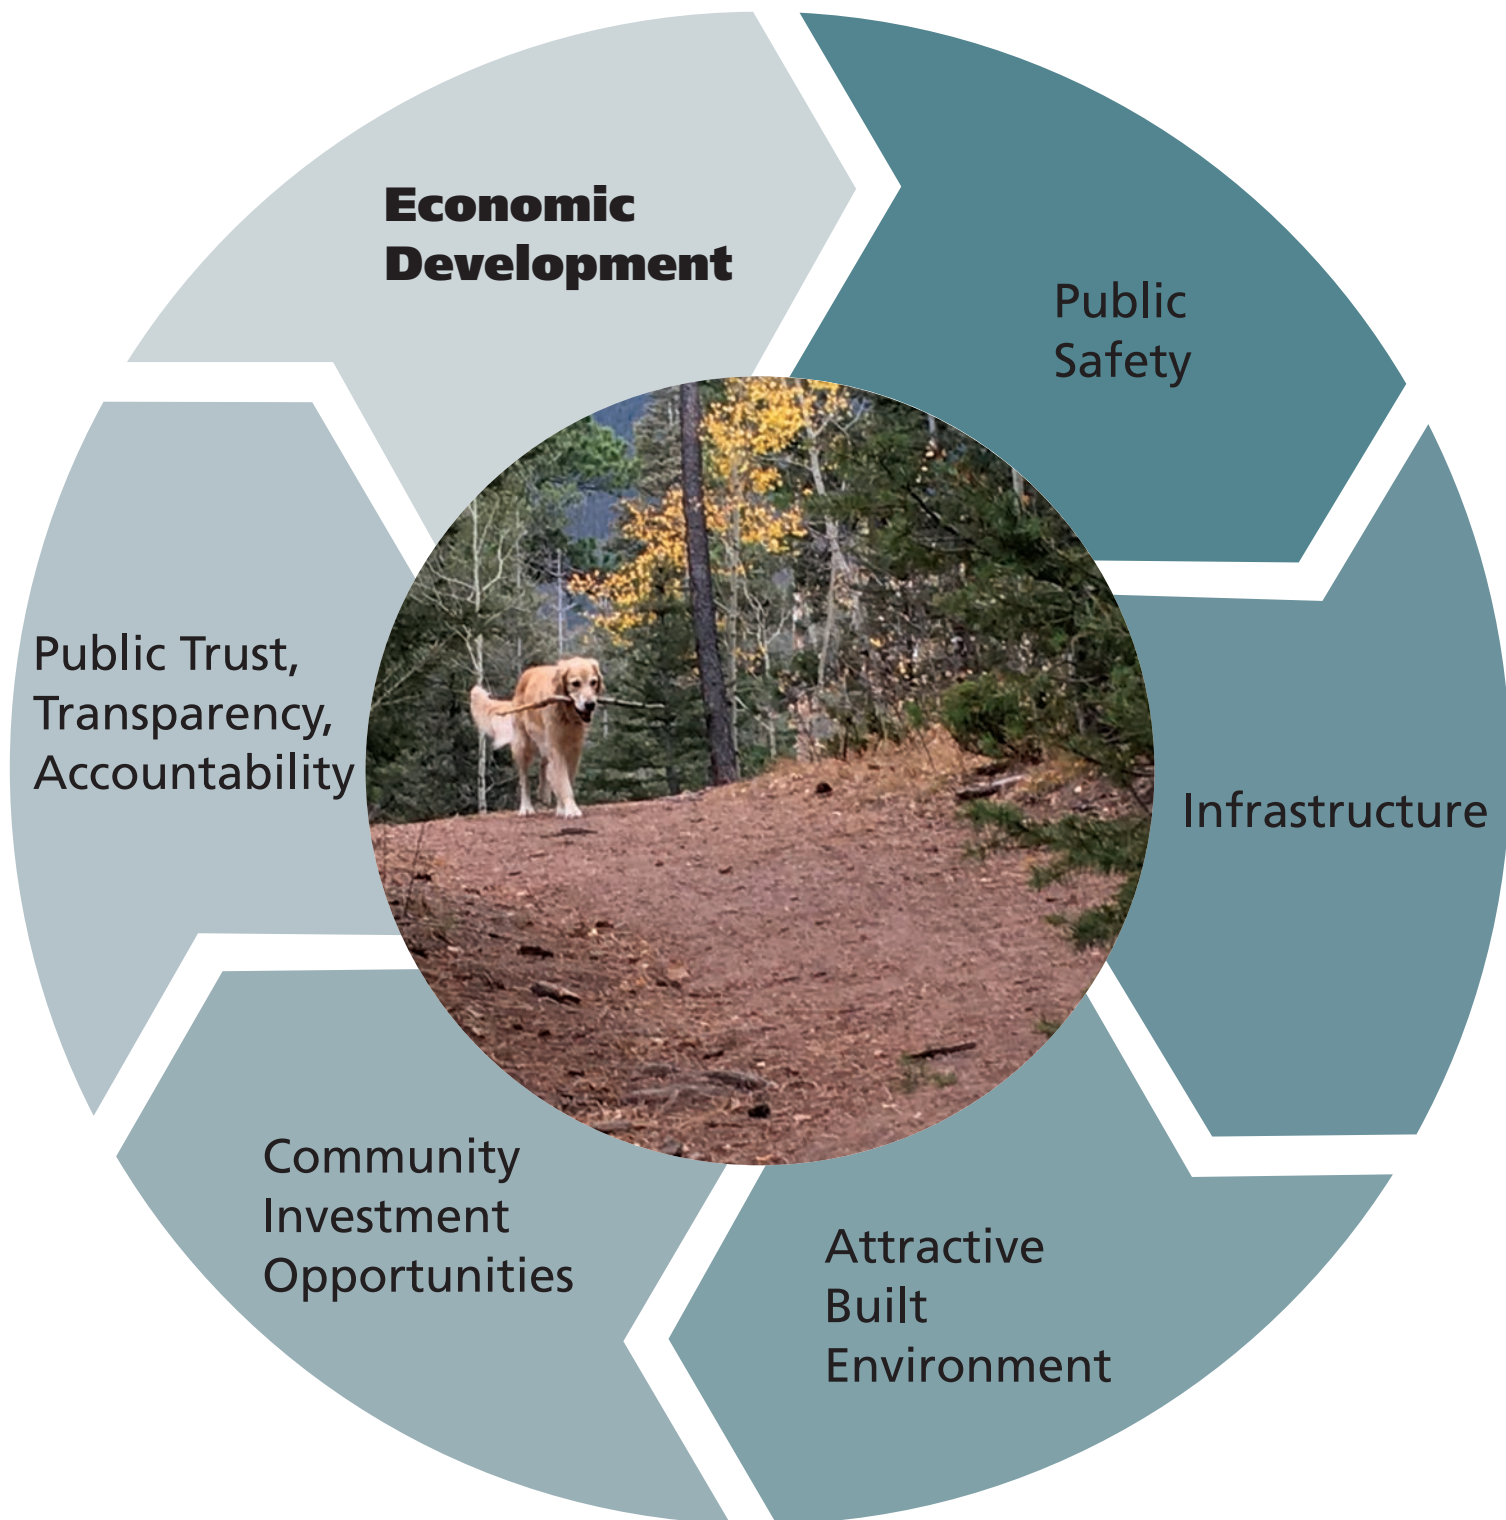 Economic
Development
Public
Safety
Infrastructure
Attractive
Built
Environment
Community
Investment
Opportunities
Public Trust,
Transparency,
Accountability